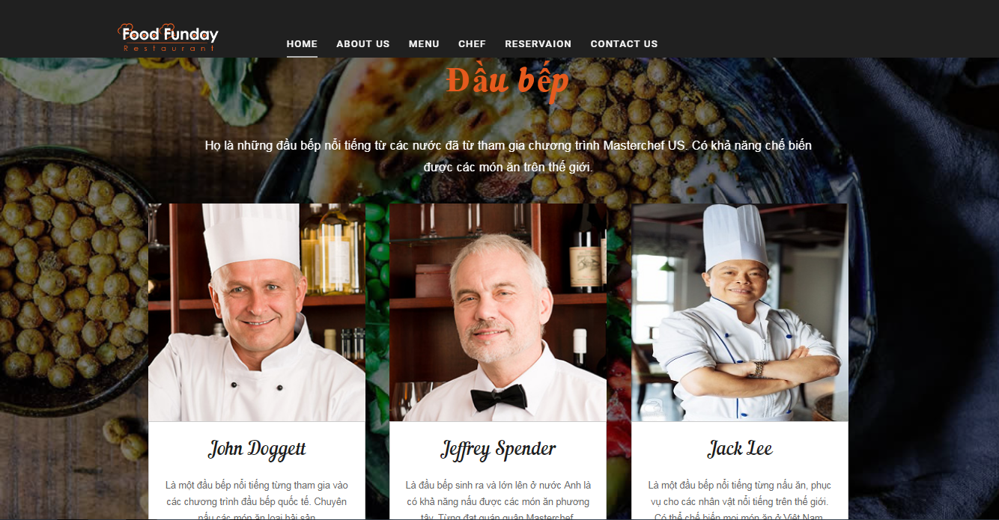 Food Funday
Restaurant
HOME ABOUT US MENU CHEF RESERVAION CONTACT US
Đầu bếp
Họ là những đầu bếp nổi tiếng từ các nước đã từ tham gia chương trình Masterchef US. Có khả năng chế biến
được các món ăn trên thế giới.
John Doggett
Là một đầu bếp nổi tiếng từng tham gia vào
các chương trình đầu bếp quốc tế. Chuyên
nấu các món ăn loại hải sản
Jeffrey Spender
Là đầu bếp sinh ra và lớn lên ở nước Anh là
có khả năng nấu được các món ăn phương
tây. Từng đạt quán quân Masterchef
Jack Lee
Là một đầu bếp nổi tiếng từng nấu ăn, phục
vụ cho các nhân vật nổi tiếng trên thế giới.
Có thể chế biến mọi món ăn ở Việt Nam